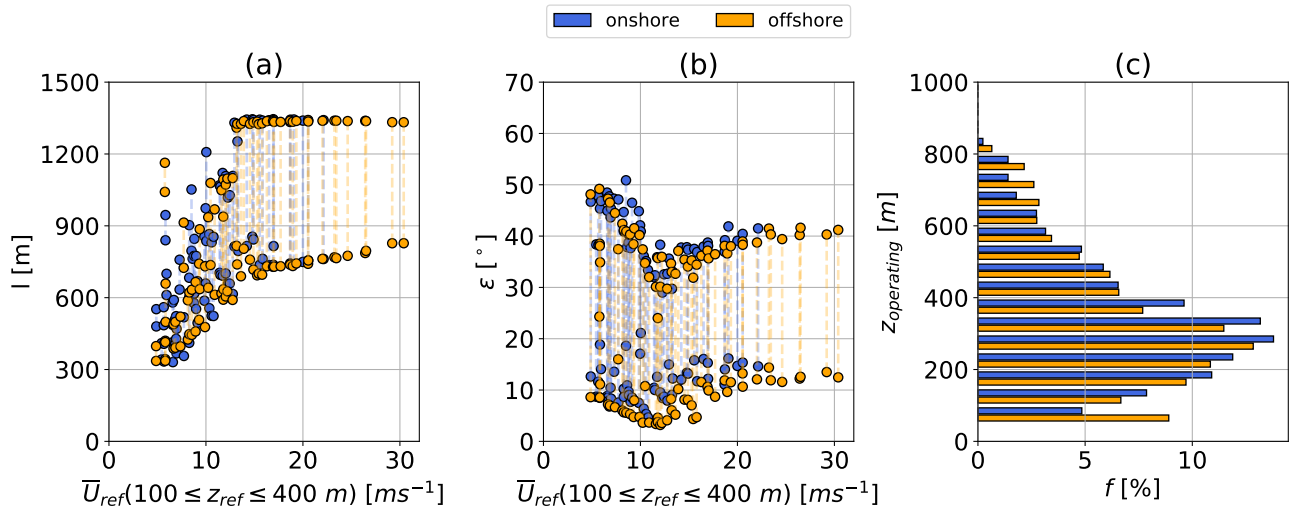 onshore offshore
(a)
1500
1200
900
600
300
0
l [m]
0 10 20 30
U̅_ref(100 ≤ z_ref ≤ 400 m) [ms⁻¹]
(b)
70
60
50
40
30
20
10
0
ε [°]
0 10 20 30
U̅_ref(100 ≤ z_ref ≤ 400 m) [ms⁻¹]
(c)
1000
800
600
400
200
0
z_operating [m]
0 5 10
f [%]